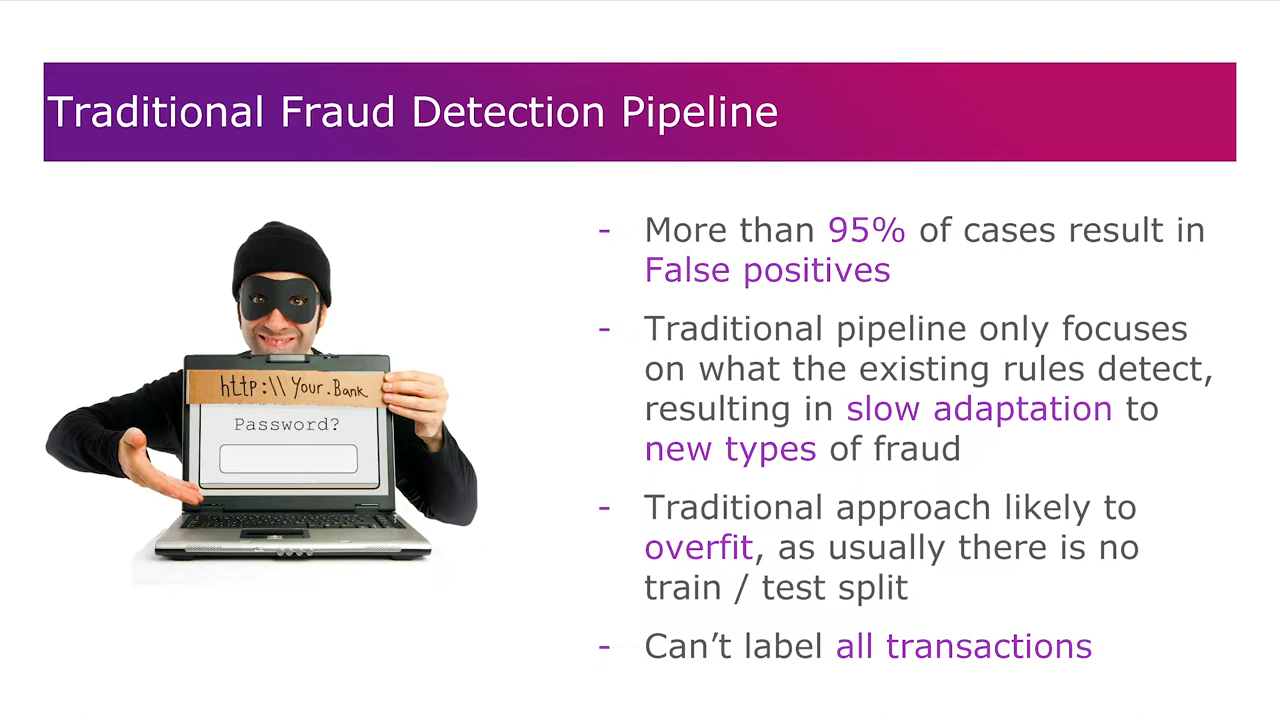 Traditional Fraud Detection Pipeline
http:\\ Your.Bank
Password?
- More than 95% of cases result in
False positives
- Traditional pipeline only focuses
on what the existing rules detect,
resulting in slow adaptation to
new types of fraud
- Traditional approach likely to
overfit, as usually there is no
train / test split
- Can’t label all transactions